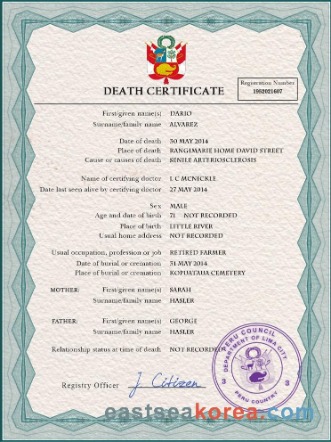 DEATH CERTIFICATE
Registration Number
1962021607
First/given name(s) DARIO
Surname/family name ALVAREZ
Date of death 30 MAY 2014
Place of death RANGIMARIE HOME DAVID STREET
Cause or causes of death SENILE ARTERIOSCLEROSIS
Name of certifying doctor L C MCNICKLE
Date last seen alive by certifying doctor 27 MAY 2014
Sex MALE
Age and date of birth 71 NOT RECORDED
Place of birth LITTLE RIVER
Usual home address NOT RECORDED
Usual occupation, profession or job RETIRED FARMER
Date of burial or cremation 31 MAY 2014
Place of burial or cremation KOPUATAMA CEMETERY
MOTHER: First/given name(s) SARAH
Surname/family name HASLER
FATHER: First/given name(s) GEORGE
Surname/family name HASLER
Relationship status at time of death NOT RECORDED
Registry Officer J. Citizen
PERU COUNCIL
DEPARTMENT OF LIMA CITY
PERU COUNTRY
eastseakorea.com